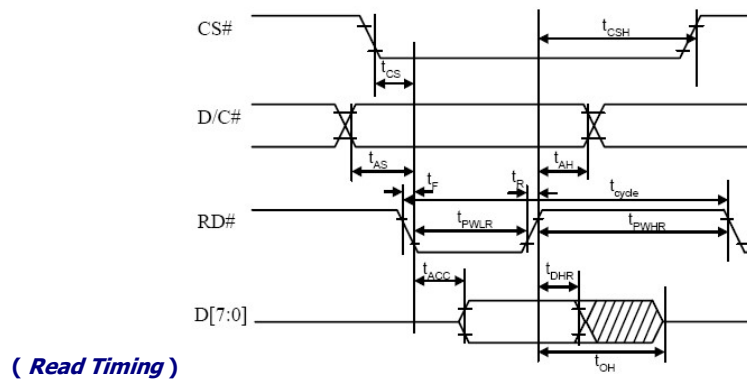 CS#
tCSH
tCS
D/C#
tAS
tF
tR
tAH
tcycle
RD#
tPWLR
tPWHR
tACC
tDHR
D[7:0]
tOH
( Read Timing )